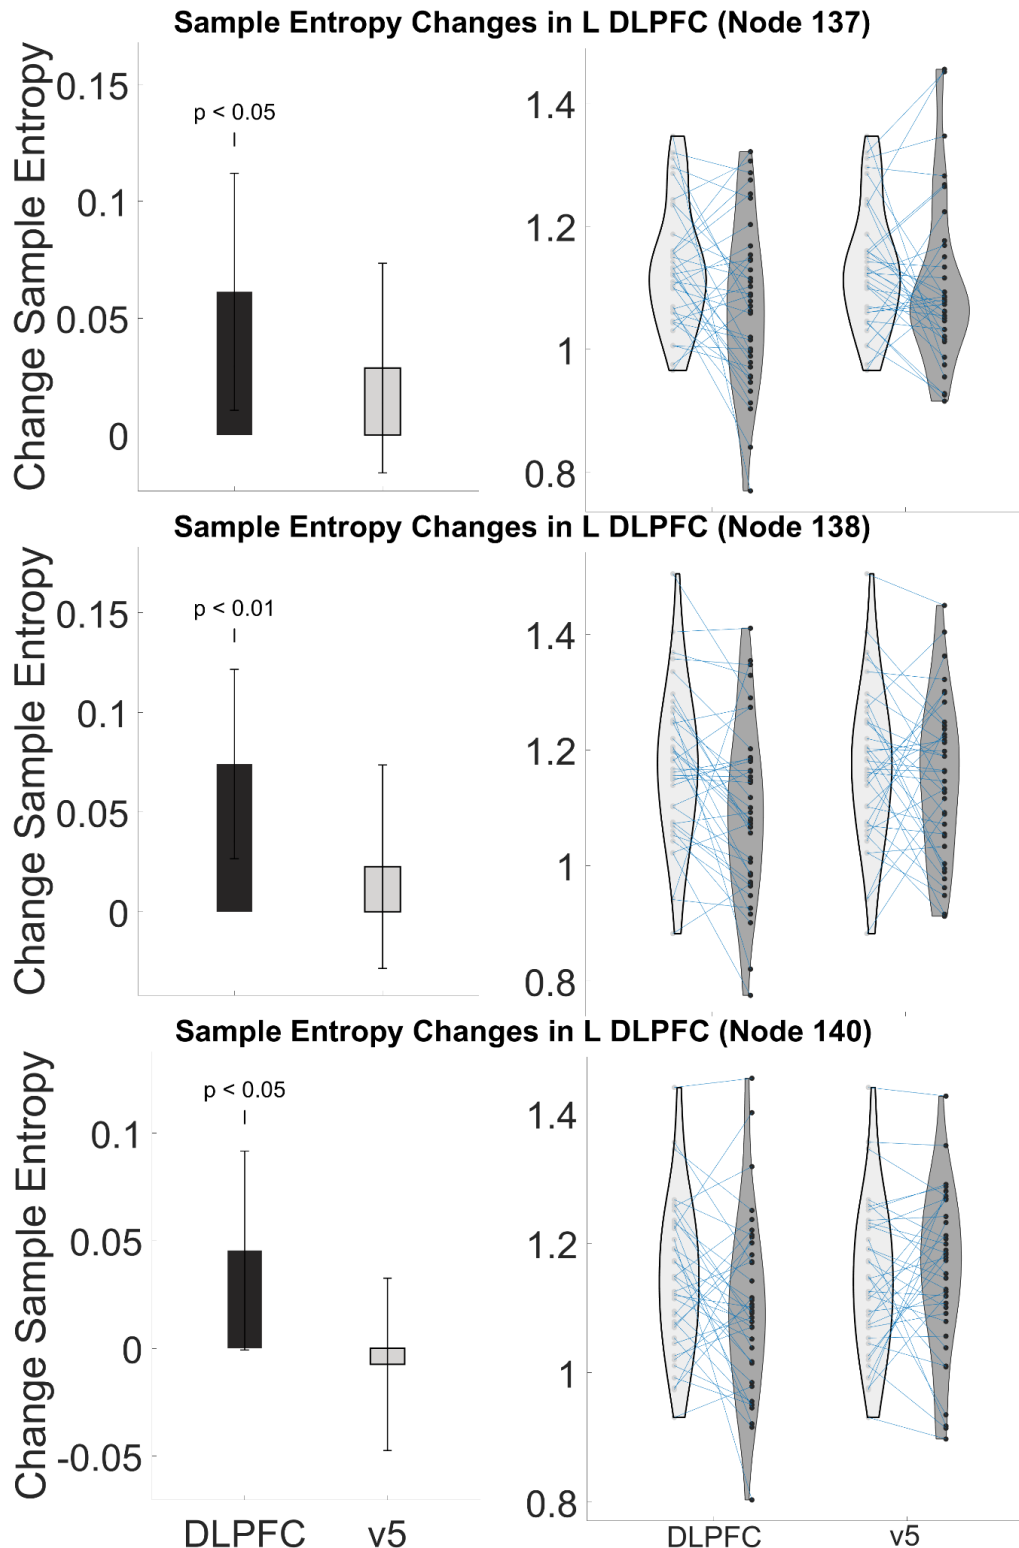 Sample Entropy Changes in L DLPFC (Node 137)
Change Sample Entropy
0.15
0.1
0.05
0
p < 0.05
1.4
1.2
1
0.8
Sample Entropy Changes in L DLPFC (Node 138)
Change Sample Entropy
0.15
0.1
0.05
0
p < 0.01
1.4
1.2
1
0.8
Sample Entropy Changes in L DLPFC (Node 140)
Change Sample Entropy
0.1
0.05
0
-0.05
p < 0.05
DLPFC v5
1.4
1.2
1
0.8
DLPFC v5